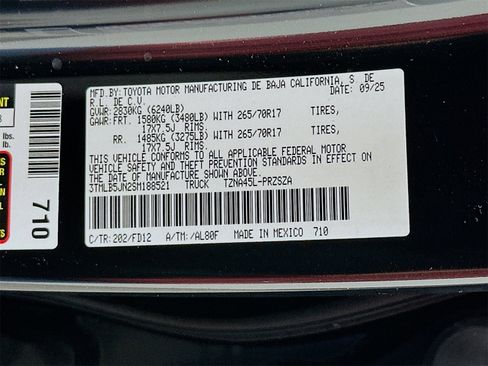 MFD.BY:TOYOTA MOTOR MANUFACTURING DE BAJA CALIFORNIA, S DE
R.L. DE C.V. DATE: 09/25
GVWR: 2830KG (6240LB)
GAWR: FRT. 1580KG (3480LB) WITH 265/70R17 TIRES,
17X7.5J RIMS.
RR. 1485KG (3275LB) WITH 265/70R17 TIRES,
17X7.5J RIMS.
THIS VEHICLE CONFORMS TO ALL APPLICABLE FEDERAL MOTOR
VEHICLE SAFETY AND THEFT PREVENTION STANDARDS IN EFFECT ON
THE DATE OF MANUFACTURE SHOWN ABOVE.
3TMLB5JN2SM188521 TRUCK TZNA45L-PRZSZA
C/TR:202/FD12 A/TM:/AL80F MADE IN MEXICO 710
lbs.
lbs.
710